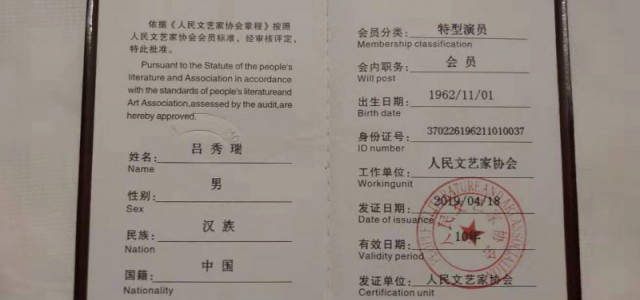 依据《人民文艺家协会章程》按照
人民文艺家协会会员标准，经审核评定，
特此批准。
Pursuant to the Statute of the people's
literature and Association in accordance
with the standards of people's literatureand
Art Association,assessed by the audit,are
hereby approved.
姓名: 吕秀瑞
Name
性别: 男
Sex
民族: 汉族
Nation
国籍: 中国
Nationality
会员分类: 特型演员
Membership classification
会内职务: 会员
Will post
出生日期: 1962/11/01
Birth date
身份证号: 370226196211010037
ID number
工作单位: 人民文艺家协会
Workingunit
发证日期: 2019/04/18
Date of issuance
有效日期: 10年
Validity period
发证单位: 人民文艺家协会
Certification unit